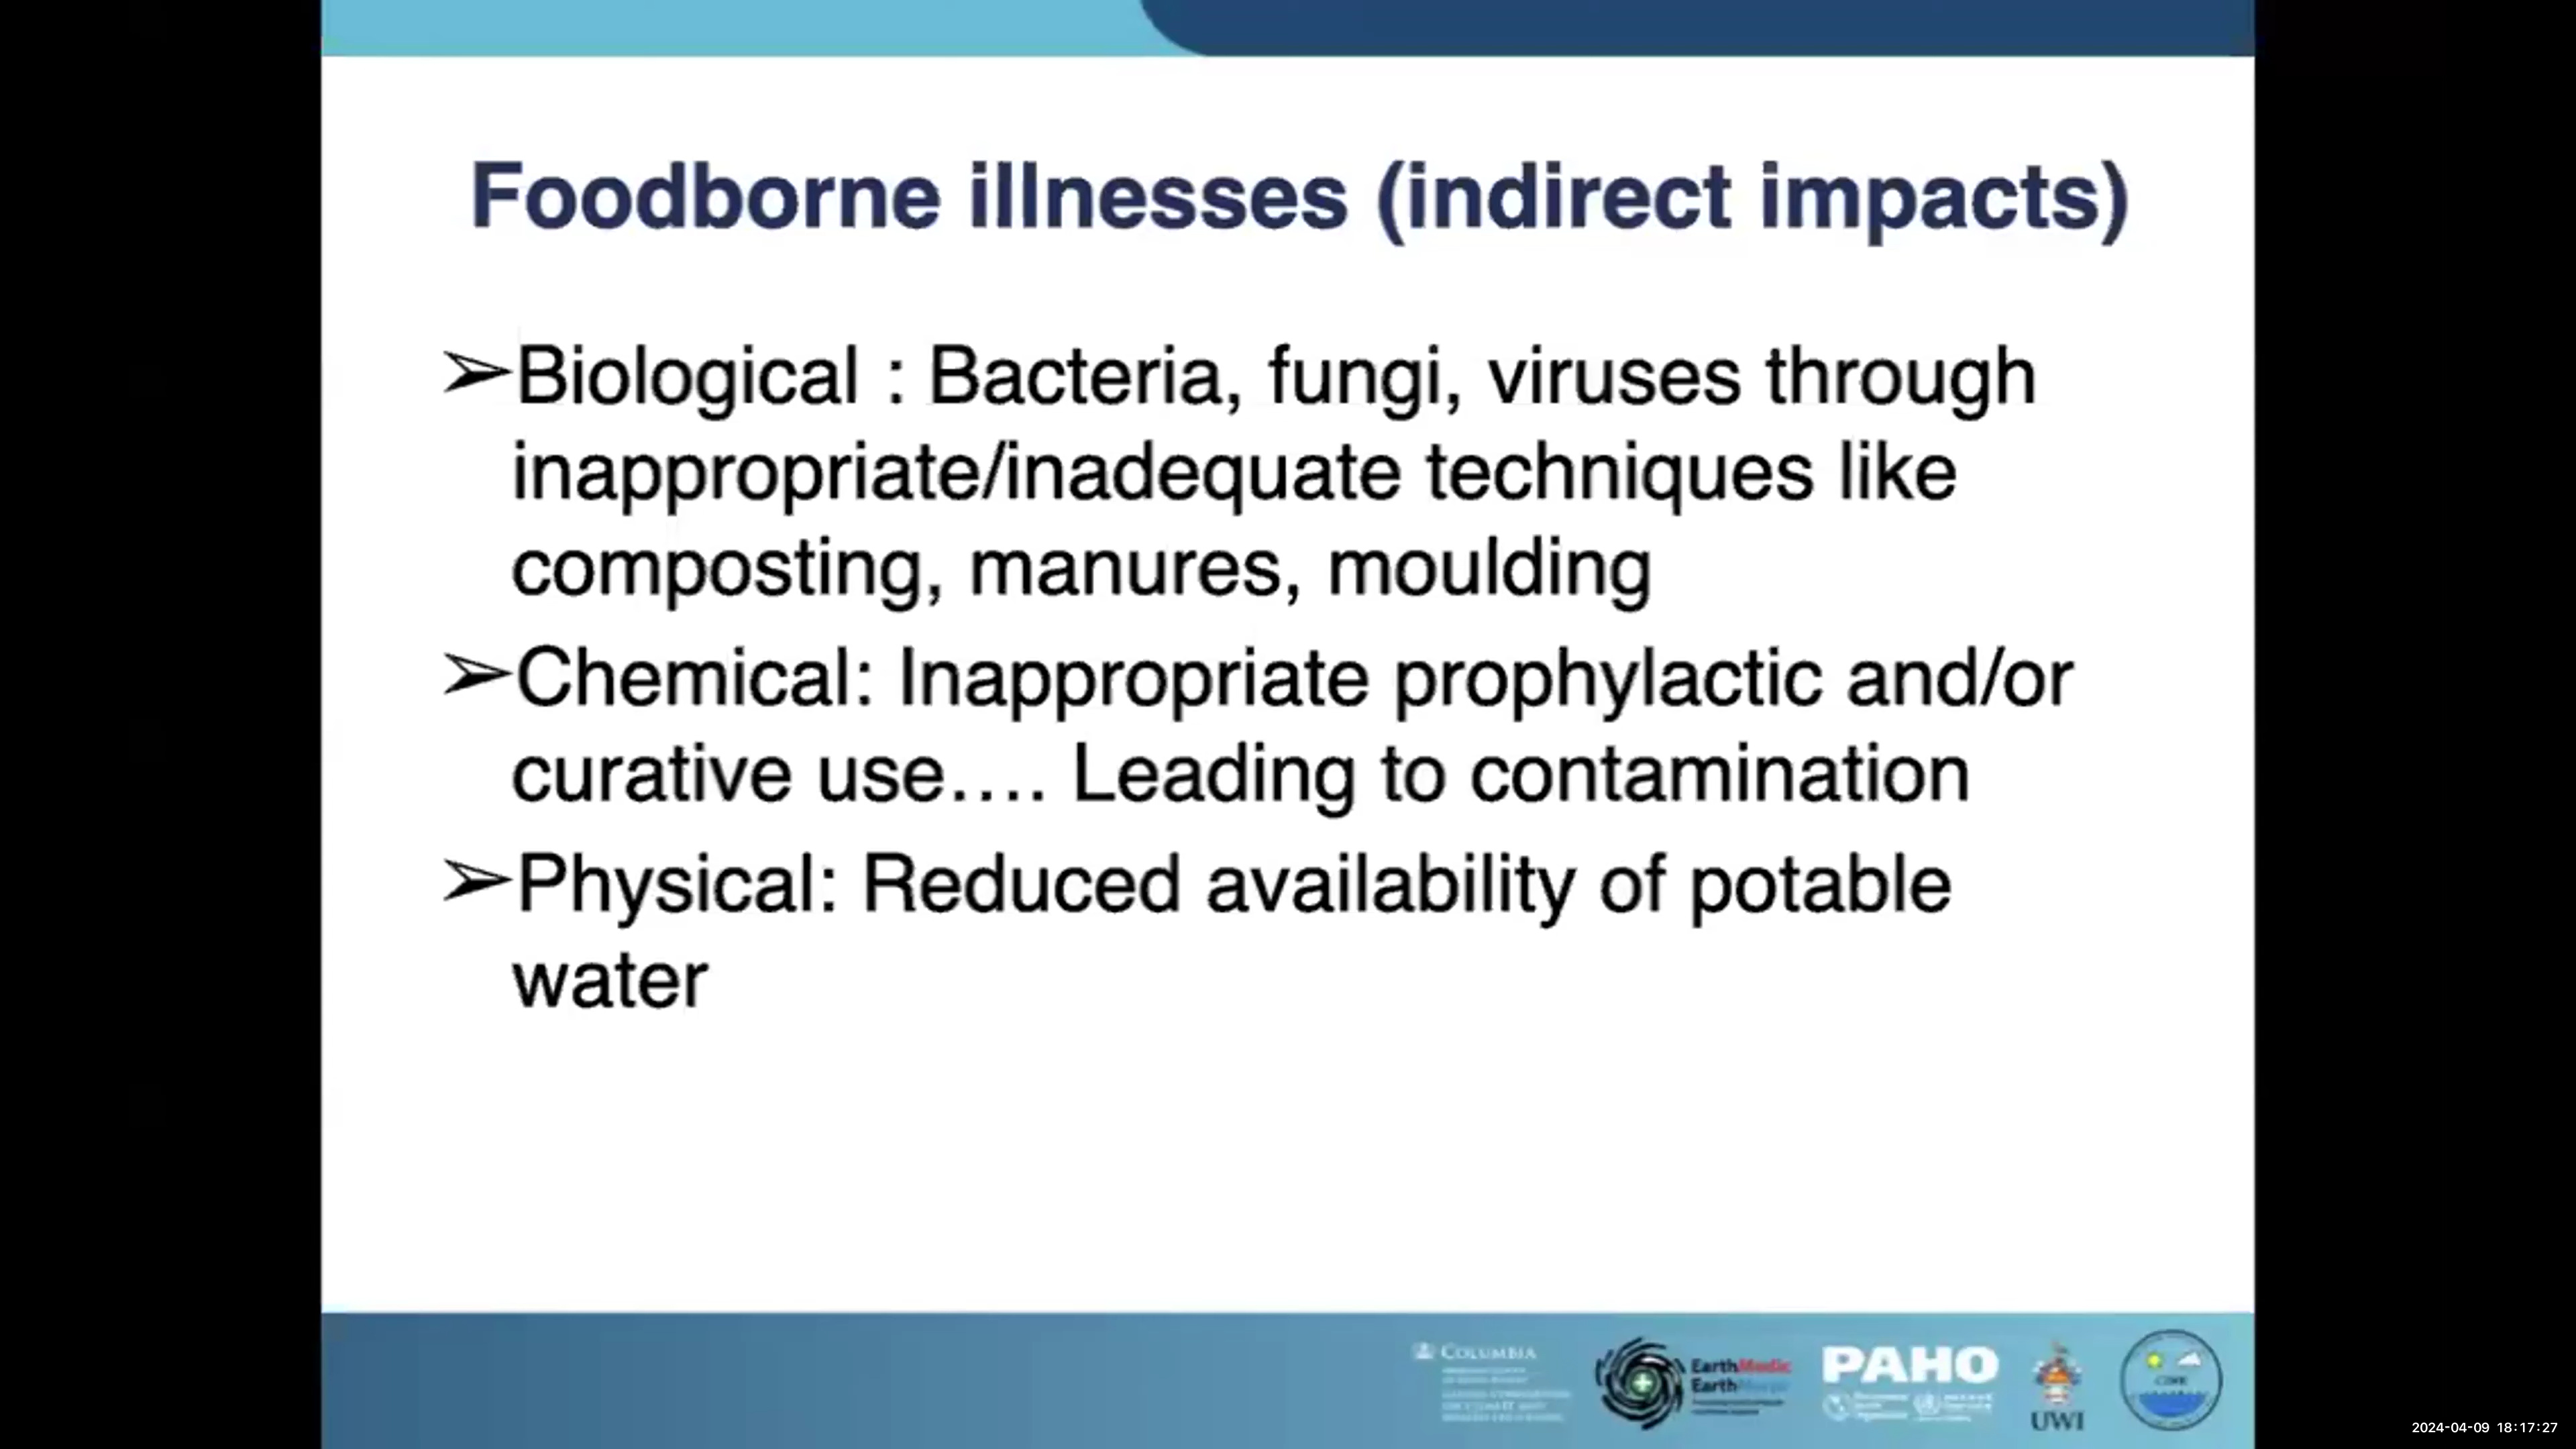 Foodborne illnesses (indirect impacts)
➢Biological : Bacteria, fungi, viruses through
inappropriate/inadequate techniques like
composting, manures, moulding
➢Chemical: Inappropriate prophylactic and/or
curative use.... Leading to contamination
➢Physical: Reduced availability of potable
water
COLUMBIA
EarthMedic
Earth
PAHO
UWI
2024-04-09 18:17:27